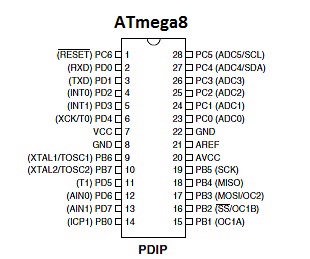 ATmega8
(RESET) PC6 1 28 PC5 (ADC5/SCL)
(RXD) PD0 2 27 PC4 (ADC4/SDA)
(TXD) PD1 3 26 PC3 (ADC3)
(INT0) PD2 4 25 PC2 (ADC2)
(INT1) PD3 5 24 PC1 (ADC1)
(XCK/T0) PD4 6 23 PC0 (ADC0)
VCC 7 22 GND
GND 8 21 AREF
(XTAL1/TOSC1) PB6 9 20 AVCC
(XTAL2/TOSC2) PB7 10 19 PB5 (SCK)
(T1) PD5 11 18 PB4 (MISO)
(AIN0) PD6 12 17 PB3 (MOSI/OC2)
(AIN1) PD7 13 16 PB2 (SS/OC1B)
(ICP1) PB0 14 15 PB1 (OC1A)
PDIP